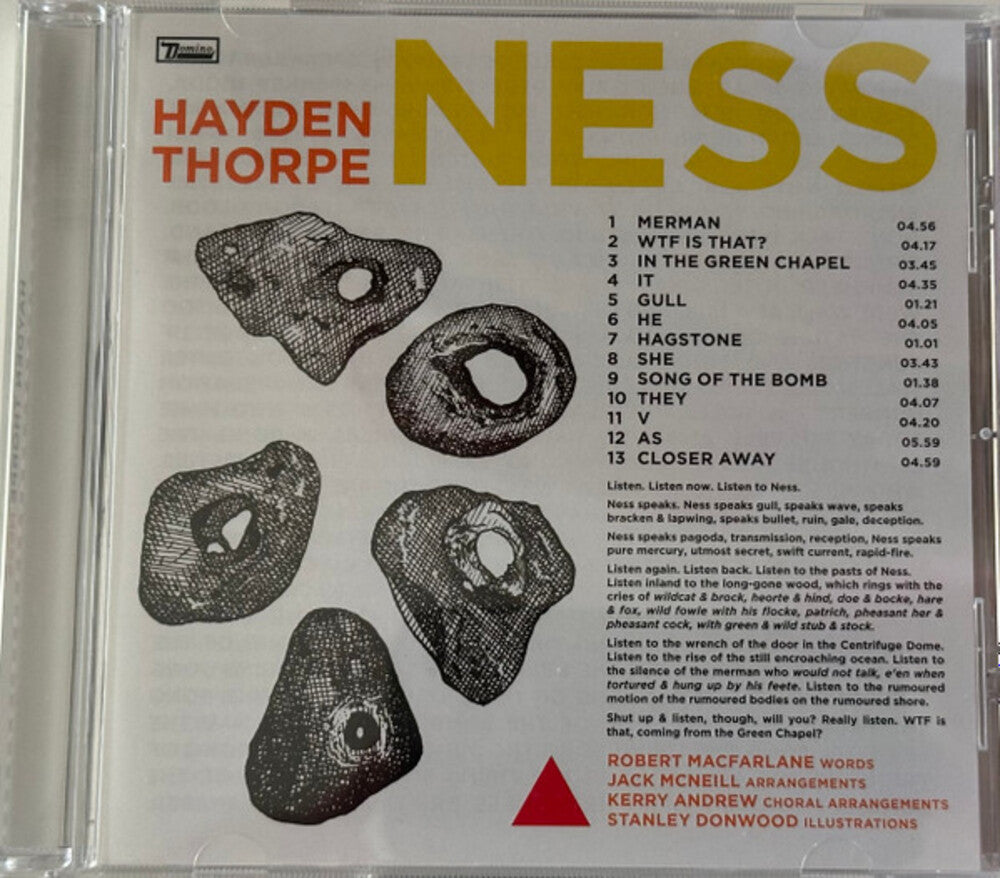 Domino
HAYDEN
THORPE
NESS
1 MERMAN 04.56
2 WTF IS THAT? 04.17
3 IN THE GREEN CHAPEL 03.45
4 IT 04.35
5 GULL 01.21
6 HE 04.05
7 HAGSTONE 01.01
8 SHE 03.43
9 SONG OF THE BOMB 01.38
10 THEY 04.07
11 V 04.20
12 AS 05.59
13 CLOSER AWAY 04.59
Listen. Listen now. Listen to Ness.
Ness speaks. Ness speaks gull, speaks wave, speaks
bracken & lapwing, speaks bullet, ruin, gale, deception.
Ness speaks pagoda, transmission, reception, Ness speaks
pure mercury, utmost secret, swift current, rapid-fire.
Listen again. Listen back. Listen to the pasts of Ness.
Listen inland to the long-gone wood, which rings with the
cries of wildcat & brock, heorte & hind, doe & bocke, hare
& fox, wild fowle with his flocke, patrich, pheasant her &
pheasant cock, with green & wild stub & stock.
Listen to the wrench of the door in the Centrifuge Dome.
Listen to the rise of the still encroaching ocean. Listen to
the silence of the merman who would not talk, e'en when
tortured & hung up by his feete. Listen to the rumoured
motion of the rumoured bodies on the rumoured shore.
Shut up & listen, though, will you? Really listen. WTF is
that, coming from the Green Chapel?
ROBERT MACFARLANE WORDS
JACK MCNEILL ARRANGEMENTS
KERRY ANDREW CHORAL ARRANGEMENTS
STANLEY DONWOOD ILLUSTRATIONS